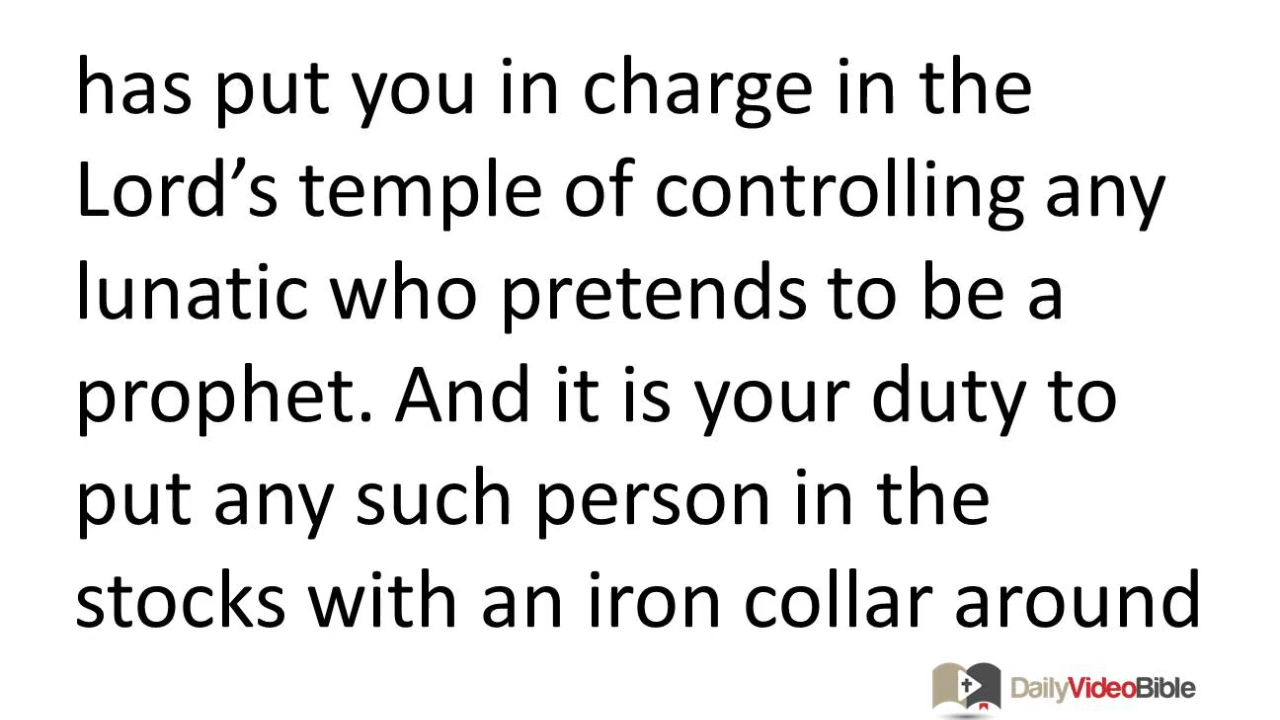 has put you in charge in the
Lord’s temple of controlling any
lunatic who pretends to be a
prophet. And it is your duty to
put any such person in the
stocks with an iron collar around
DailyVideoBible